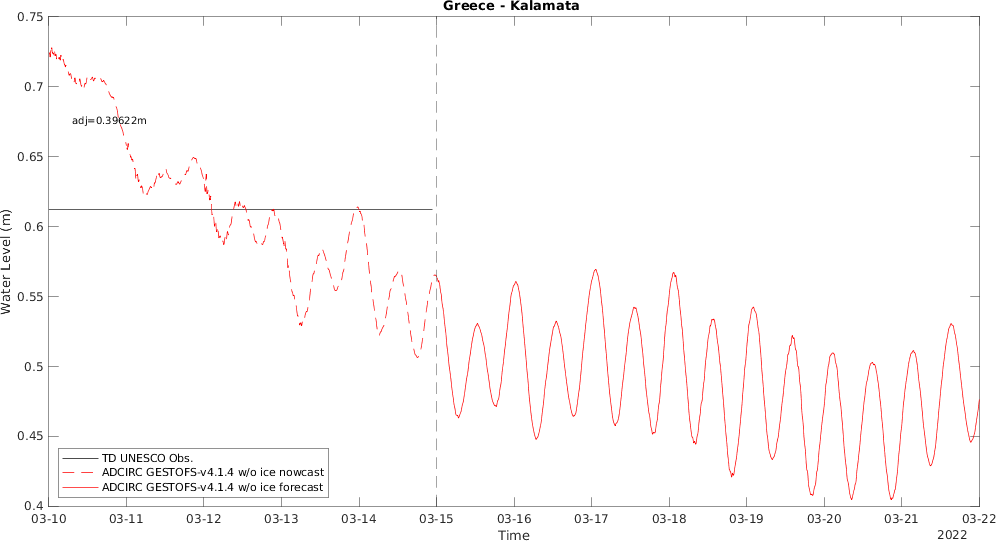 Greece - Kalamata
0.75
0.7
0.65
0.6
0.55
0.5
0.45
0.4
Water Level (m)
adj=0.39622m
TD UNESCO Obs.
ADCIRC GESTOFS-v4.1.4 w/o ice nowcast
ADCIRC GESTOFS-v4.1.4 w/o ice forecast
03-10 03-11 03-12 03-13 03-14 03-15 03-16 03-17 03-18 03-19 03-20 03-21 03-22
Time
2022